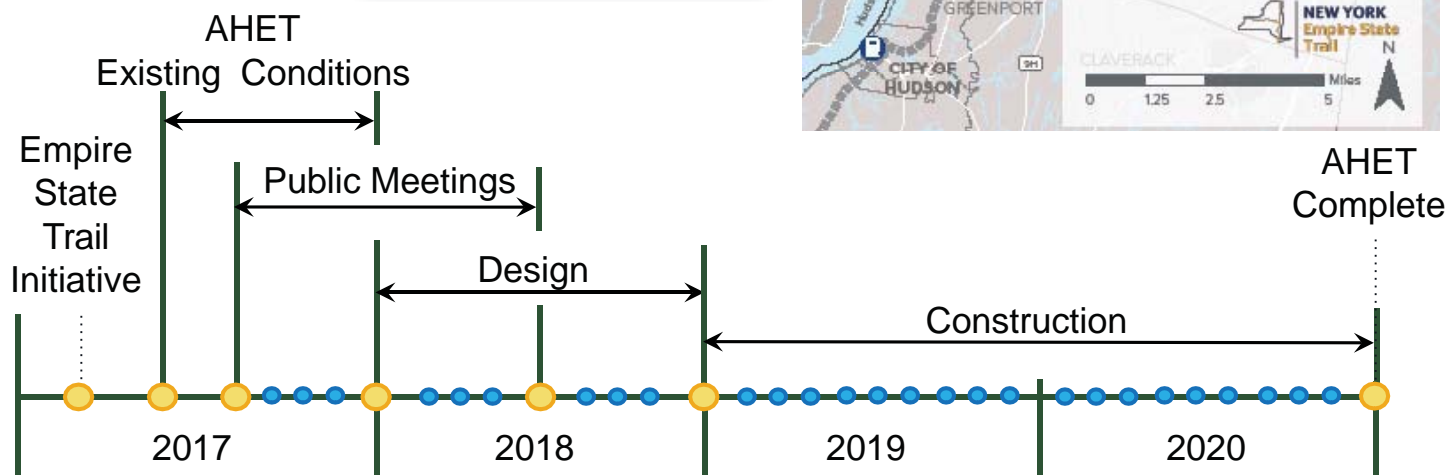 AHET
Existing Conditions
Empire
State
Trail
Initiative
Public Meetings
Design
Construction
AHET
Complete
2017
2018
2019
2020
GREENPORT
CITY OF
HUDSON
9H
CLAVERACK
NEW YORK
Empire State
Trail
N
Miles
0 1.25 2.5 5